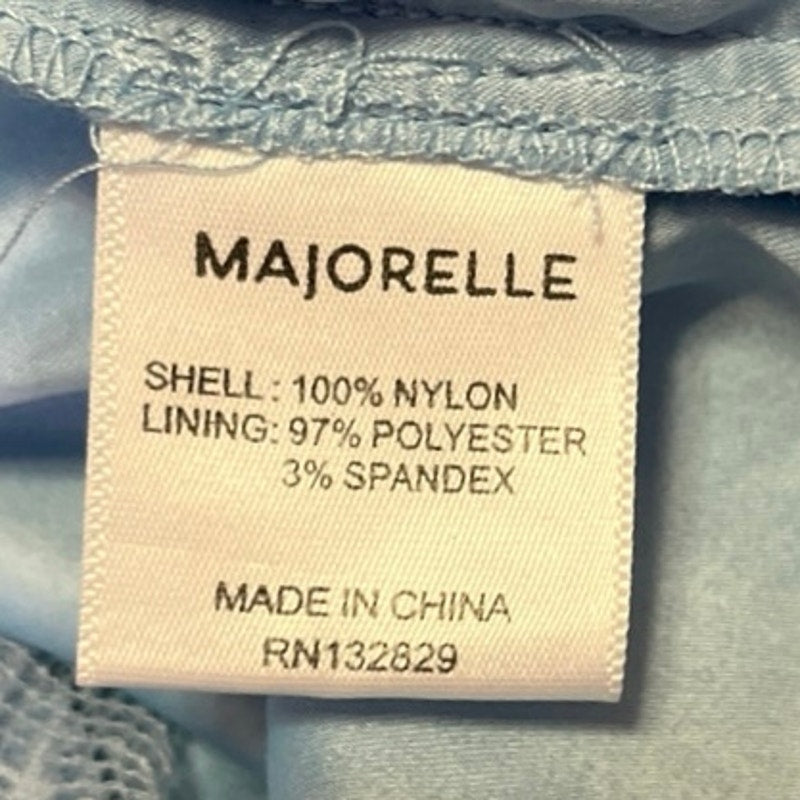 MAJORELLE
SHELL: 100% NYLON
LINING: 97% POLYESTER
3% SPANDEX
MADE IN CHINA
RN132829